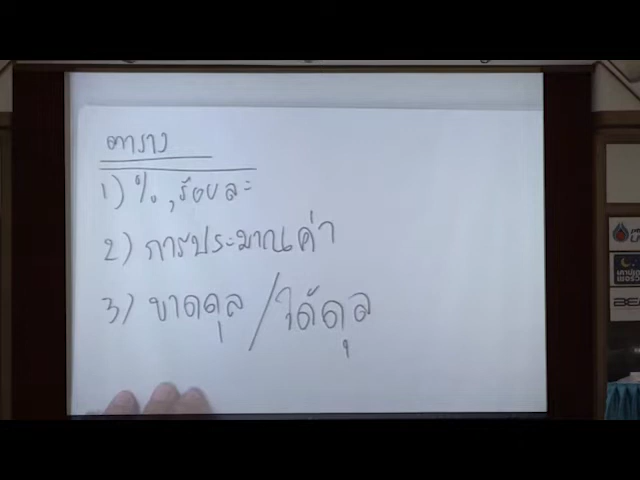 ตาราง
1) %, ร้อยละ
2) การประมาณค่า
3) ขาดดุล / ได้ดุล